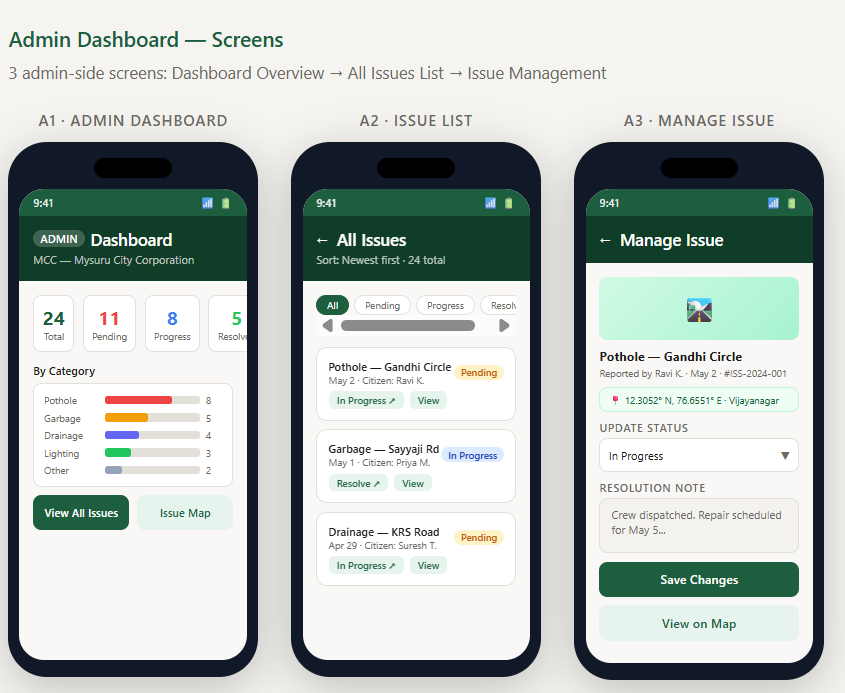 Admin Dashboard — Screens
3 admin-side screens: Dashboard Overview → All Issues List → Issue Management
A1 · ADMIN DASHBOARD
9:41
ADMIN Dashboard
MCC — Mysuru City Corporation
24 11 8 5
Total Pending Progress Resolve
By Category
Pothole 8
Garbage 5
Drainage 4
Lighting 3
Other 2
View All Issues Issue Map
A2 · ISSUE LIST
9:41
← All Issues
Sort: Newest first · 24 total
All Pending Progress Resolv
Pothole — Gandhi Circle Pending
May 2 · Citizen: Ravi K.
In Progress ↗ View
Garbage — Sayyaji Rd In Progress
May 1 · Citizen: Priya M.
Resolve ↗ View
Drainage — KRS Road Pending
Apr 29 · Citizen: Suresh T.
In Progress ↗ View
A3 · MANAGE ISSUE
9:41
← Manage Issue
Pothole — Gandhi Circle
Reported by Ravi K. · May 2 · #ISS-2024-001
📍 12.3052° N, 76.6551° E · Vijayanagar
UPDATE STATUS
In Progress ▼
RESOLUTION NOTE
Crew dispatched. Repair scheduled
for May 5...
Save Changes
View on Map